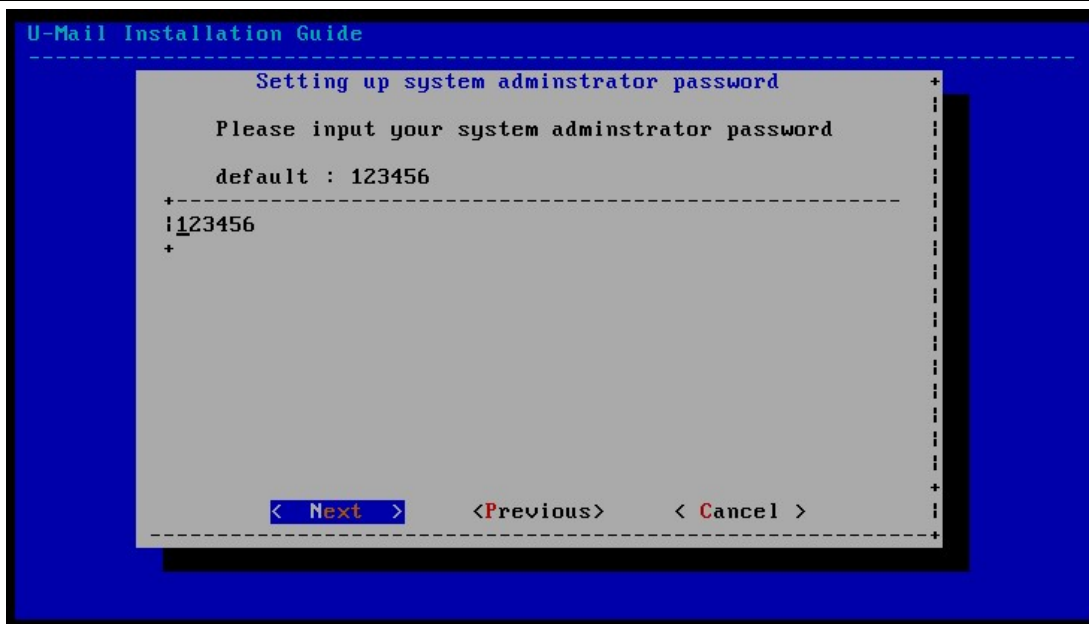 U-Mail Installation Guide
Setting up system adminstrator password
Please input your system adminstrator password
default : 123456
123456
< Next > <Previous> < Cancel >